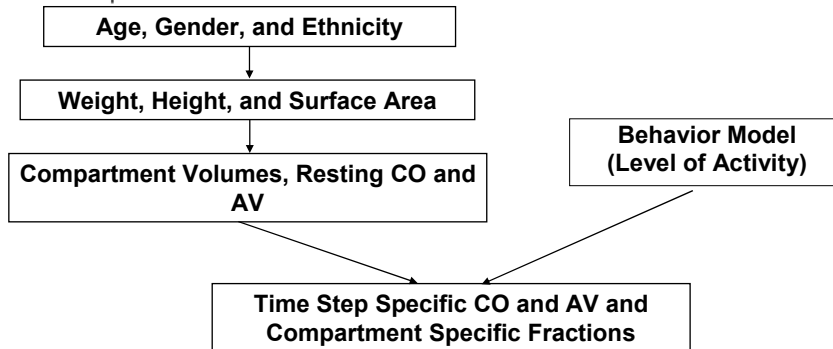 Age, Gender, and Ethnicity
Weight, Height, and Surface Area
Compartment Volumes, Resting CO and
AV
Behavior Model
(Level of Activity)
Time Step Specific CO and AV and
Compartment Specific Fractions